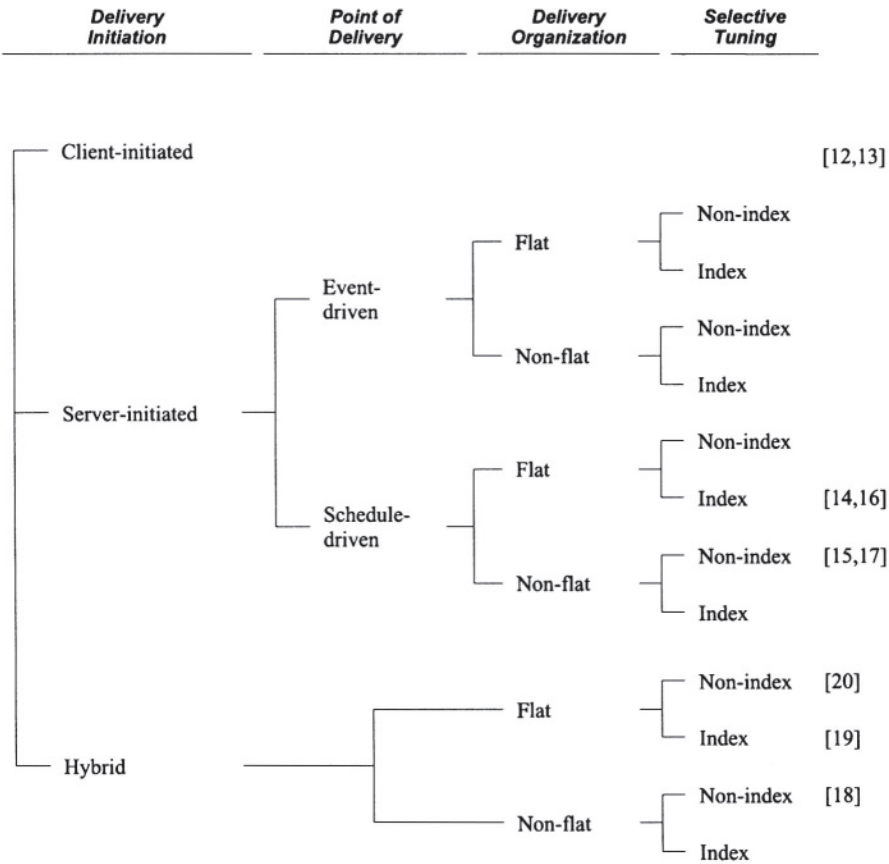 Delivery Initiation
Point of Delivery
Delivery Organization
Selective Tuning
Client-initiated [12,13]
Non-index
Flat
Index
Event-
driven
Non-index
Non-flat
Index
Server-initiated
Non-index
Flat
Index [14,16]
Schedule-
driven
Non-index [15,17]
Non-flat
Index
Non-index [20]
Flat
Index [19]
Hybrid
Non-index [18]
Non-flat
Index